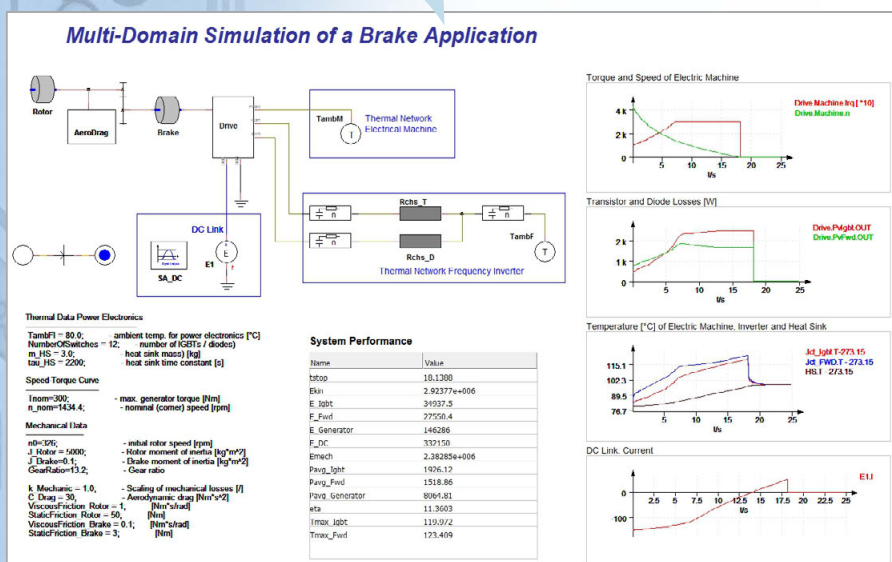 Multi-Domain Simulation of a Brake Application
Rotor
AeroDrag
Brake
Drive
TambM
T
Thermal Network
Electrical Machine
DC Link
SA_DC
E1
E
Rchs_T
Rchs_D
n
n
TambF
T
Thermal Network Frequency Inverter
Thermal Data Power Electronics
TambFI = 80.0; - ambient temp. for power electronics [°C]
NumberOfSwitches = 12; - number of IGBTs / diodes)
m_HS = 3.0; - heat sink mass) [kg]
tau_HS = 2200; - heat sink time constant [s]
Speed Torque Curve
Tnom=300; - max. generator torque [Nm]
n_nom=1434.4; - nominal (corner) speed [rpm]
Mechanical Data
n0=326; - initial rotor speed [rpm]
J_Rotor = 5000; - Rotor moment of inertia [kg*m^2]
J_Brake=0.1; - Brake moment of inertia [kg*m^2]
GearRatio=13.2; - Gear ratio
k_Mechanic = 1.0, - Scaling of mechanical losses [/]
C_Drag = 30, - Aerodynamic drag [Nm*s^2]
ViscousFriction_Rotor = 1, [Nm*s/rad]
StaticFriction_Rotor = 50, [Nm]
ViscousFriction_Brake = 0.1; [Nm*s/rad]
StaticFriction_Brake = 3; [Nm]
System Performance
Name Value
tstop 18.1388
Ekin 2.92377e+006
E_Igbt 34937.5
E_Fwd 27550.4
E_Generator 146286
E_DC 332150
Emech 2.38285e+006
Pavg_Igbt 1926.12
Pavg_Fwd 1518.86
Pavg_Generator 8064.81
eta 11.3603
Tmax_Igbt 119.972
Tmax_Fwd 123.409
Torque and Speed of Electric Machine
4 k
2 k
0
5 10 15 20 25
t/s
Drive.Machine.trq [ *10]
Drive.Machine.n
Transistor and Diode Losses [W]
2 k
1 k
0
5 10 15 20 25
t/s
Drive.PvIgbt.OUT
Drive.PvFwd.OUT
Temperature [°C] of Electric Machine, Inverter and Heat Sink
115.1
102.3
89.5
76.7
5 10 15 20 25
t/s
Jct_Igbt.T-273.15
Jct_FWD.T - 273.15
HS.T - 273.15
DC Link. Current
0
-100
2.5 5 7.5 10 12.5 15 17.5 20
t/s
E1.I